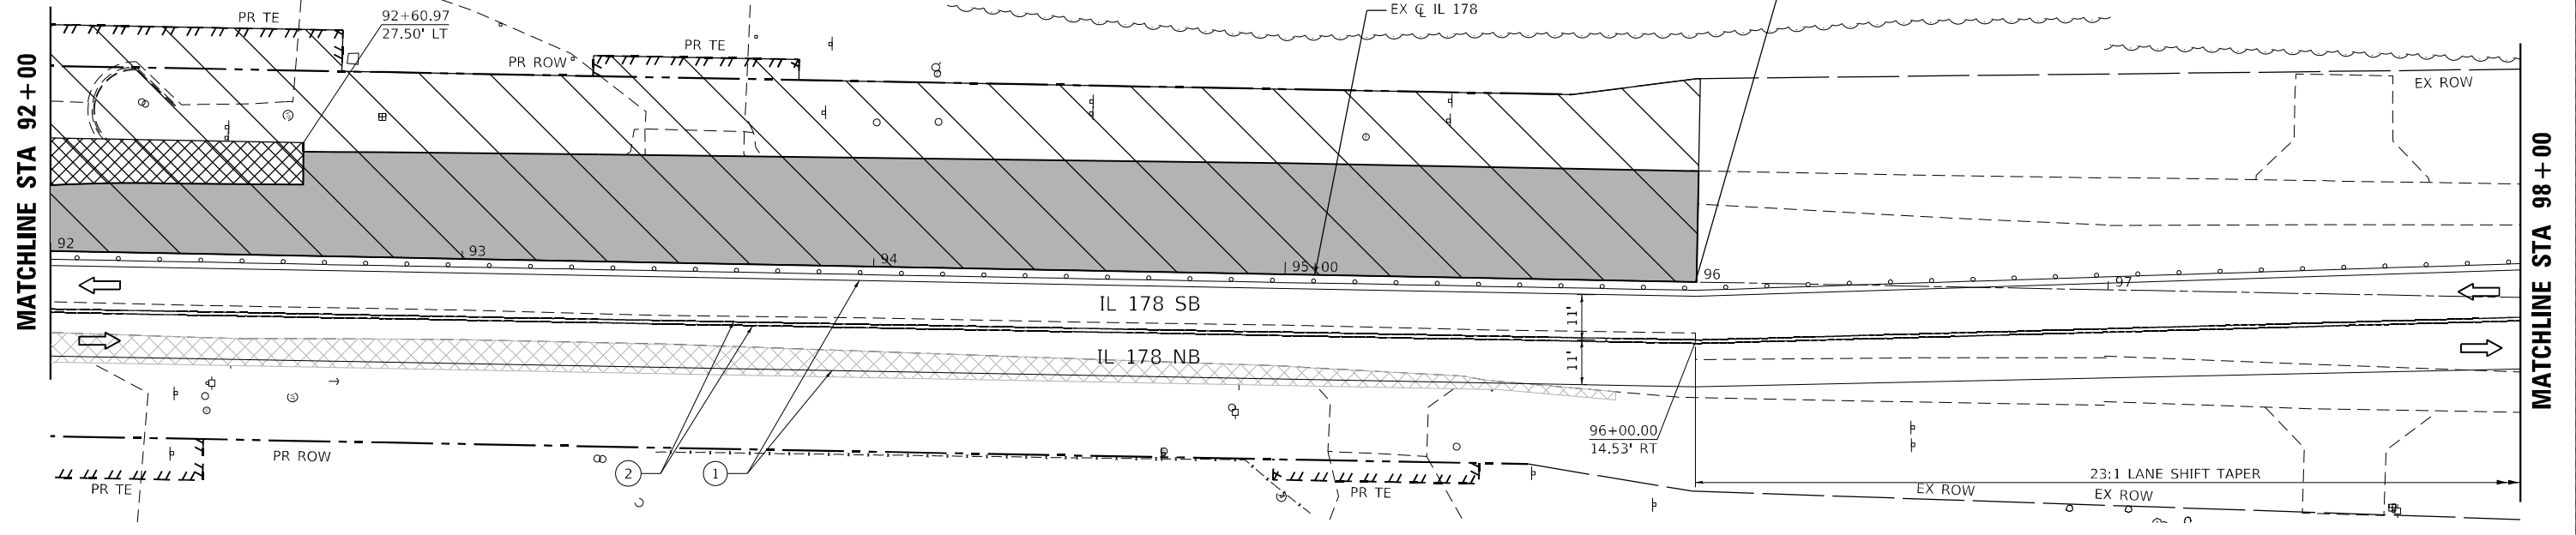 MATCHLINE STA 92+00
PR TE
92+60.97
27.50' LT
PR ROW
PR TE
EX ℄ IL 178
EX ROW
MATCHLINE STA 98+00
92
93
94
95+00
96
97
IL 178 SB
IL 178 NB
11'
11'
96+00.00
14.53' RT
23:1 LANE SHIFT TAPER
PR ROW
PR TE
2
1
PR TE
EX ROW
EX ROW